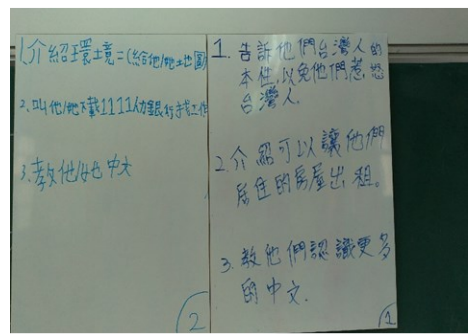 1.介紹環境=(給他/她土地圖)
2.叫他/她下載1111人力銀行找工作
3.教他/她中文
2
1. 告訴他們台灣人的
本性,以免他們惹怒
台灣人.
2.介紹可以讓他們
居住的房屋出租。
3.教他們認識更多
的中文.
1